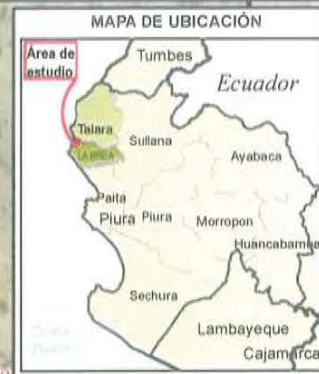 MAPA DE UBICACIÓN
Área de
estudio
Tumbes
Ecuador
Talara
Sullana
LA BREA
Ayabaca
Paita
Piura Piura
Morropon
Huancabamba
Sechura
Lambayeque
Cajamarca